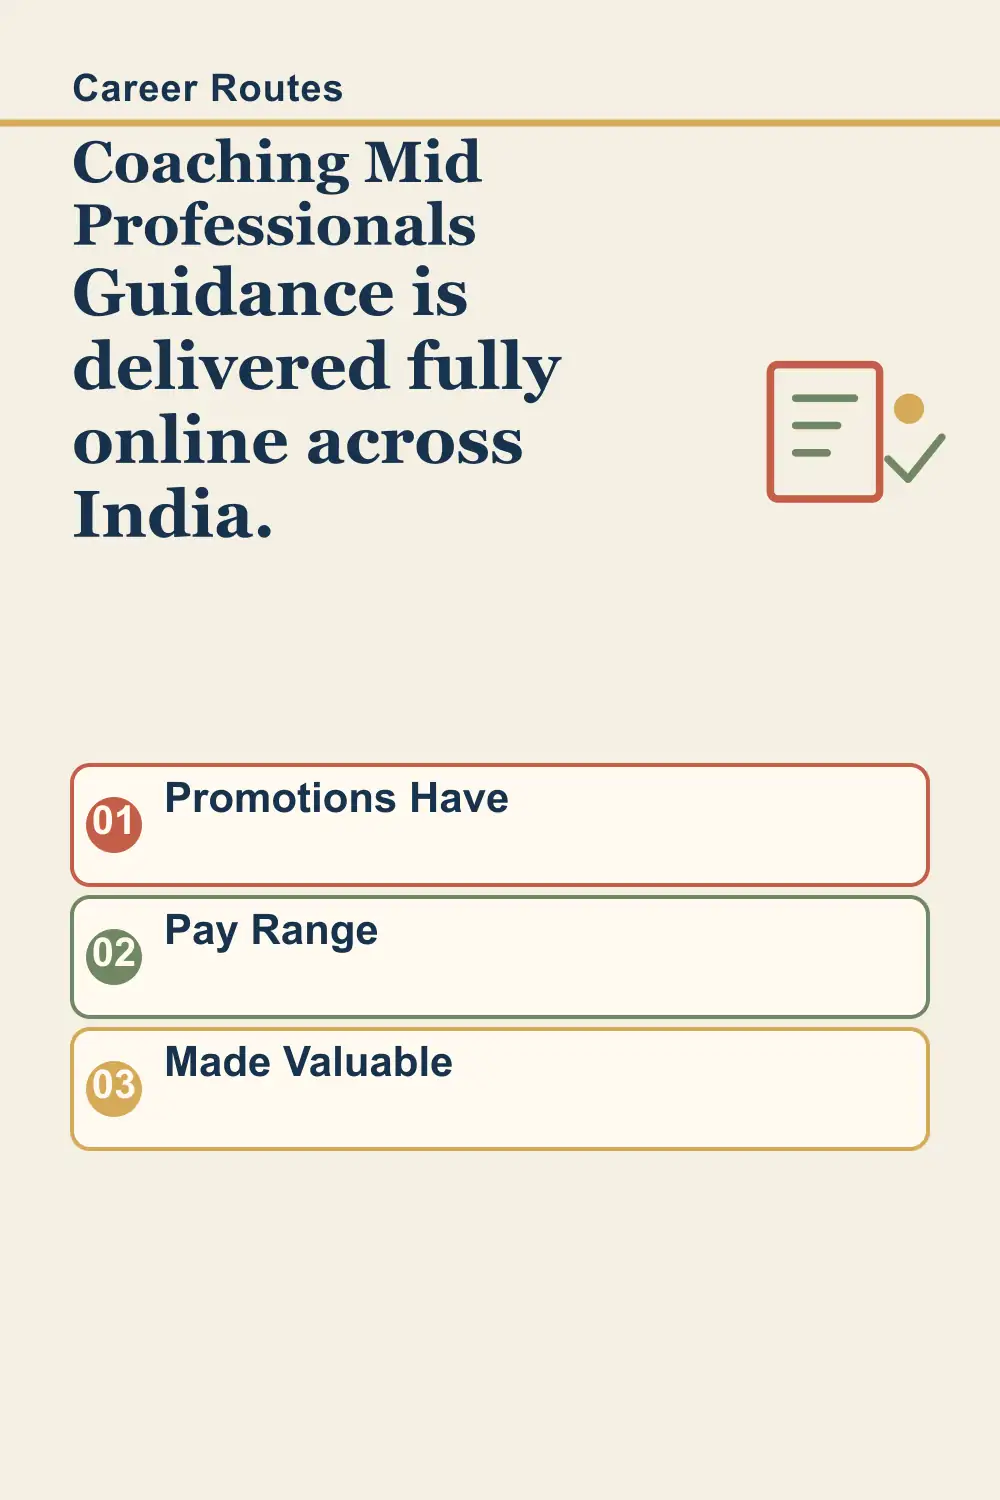 Career Routes
Coaching Mid
Professionals
Guidance is
delivered fully
online across
India.
01
Promotions Have
02
Pay Range
03
Made Valuable